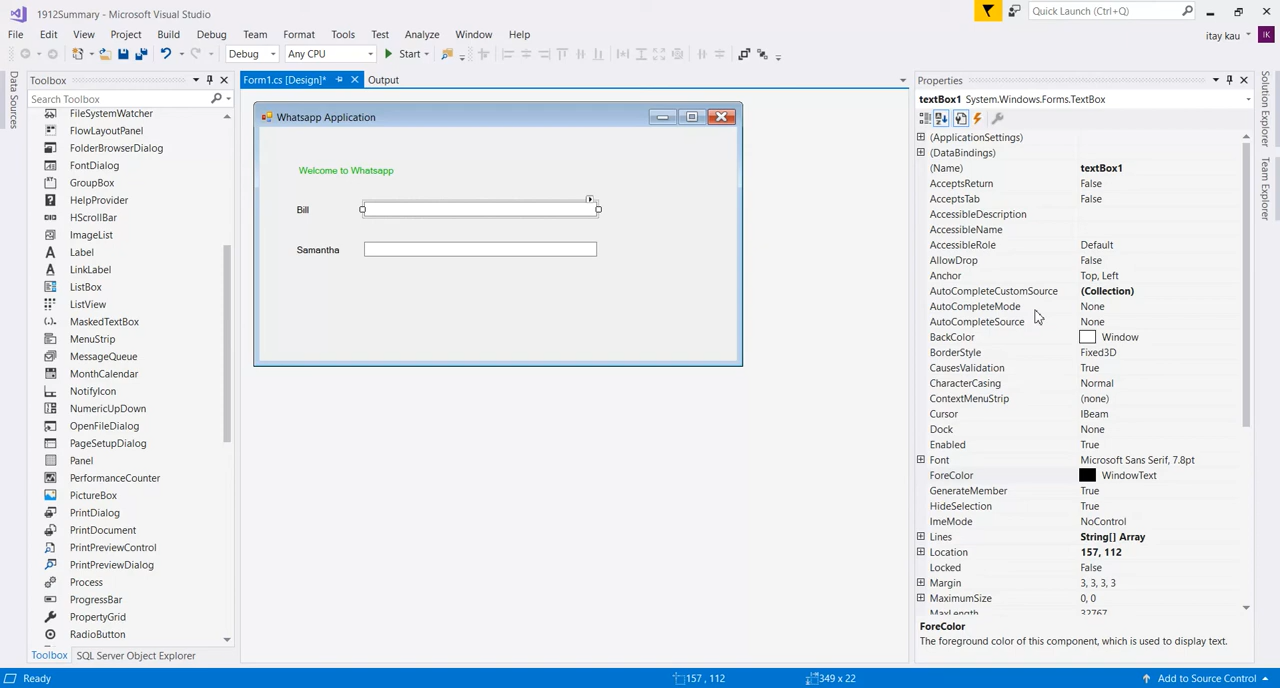 1912Summary - Microsoft Visual Studio
Quick Launch (Ctrl+Q)
File Edit View Project Build Debug Team Format Tools Test Analyze Window Help
itay kau IK
Debug Any CPU Start
Data Sources
Toolbox
Search Toolbox
FileSystemWatcher
FlowLayoutPanel
FolderBrowserDialog
FontDialog
GroupBox
HelpProvider
HScrollBar
ImageList
Label
LinkLabel
ListBox
ListView
MaskedTextBox
MenuStrip
MessageQueue
MonthCalendar
NotifyIcon
NumericUpDown
OpenFileDialog
PageSetupDialog
Panel
PerformanceCounter
PictureBox
PrintDialog
PrintDocument
PrintPreviewControl
PrintPreviewDialog
Process
ProgressBar
PropertyGrid
RadioButton
Toolbox SQL Server Object Explorer
Form1.cs [Design]* Output
Whatsapp Application
Welcome to Whatsapp
Bill
Samantha
Properties
textBox1 System.Windows.Forms.TextBox
(ApplicationSettings)
(DataBindings)
(Name) textBox1
AcceptsReturn False
AcceptsTab False
AccessibleDescription
AccessibleName
AccessibleRole Default
AllowDrop False
Anchor Top, Left
AutoCompleteCustomSource (Collection)
AutoCompleteMode None
AutoCompleteSource None
BackColor Window
BorderStyle Fixed3D
CausesValidation True
CharacterCasing Normal
ContextMenuStrip (none)
Cursor IBeam
Dock None
Enabled True
Font Microsoft Sans Serif, 7.8pt
ForeColor WindowText
GenerateMember True
HideSelection True
ImeMode NoControl
Lines String[] Array
Location 157, 112
Locked False
Margin 3, 3, 3, 3
MaximumSize 0, 0
MaxLength 32767
ForeColor
The foreground color of this component, which is used to display text.
Solution Explorer
Team Explorer
Ready 157 , 112 349 x 22 Add to Source Control